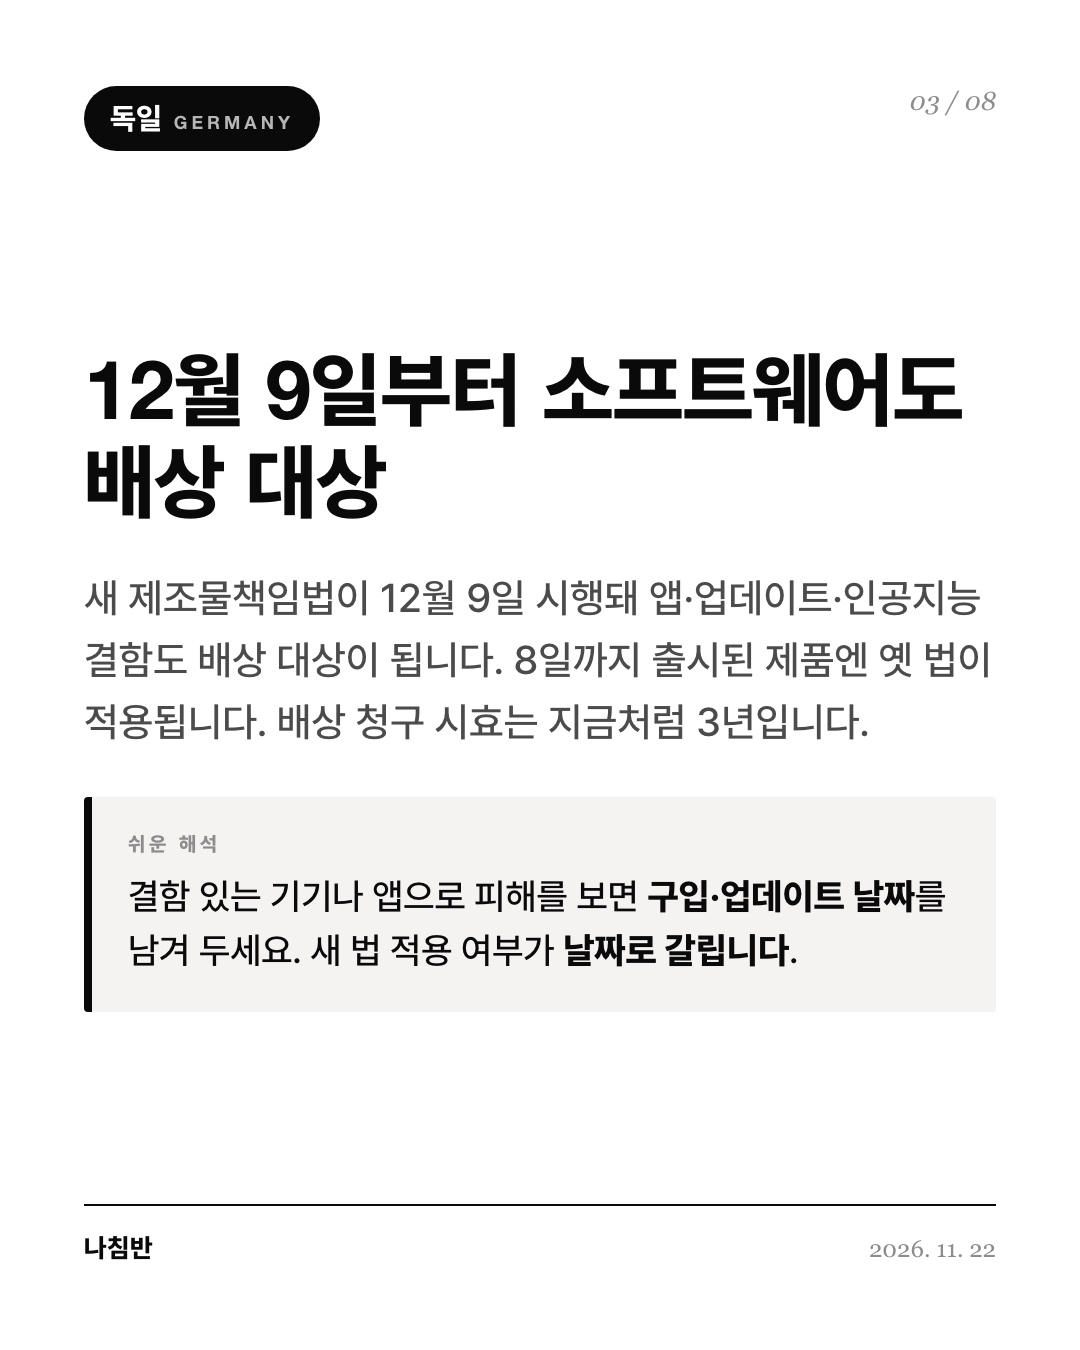 독일 GERMANY
03 / 08
12월 9일부터 소프트웨어도
배상 대상
새 제조물책임법이 12월 9일 시행돼 앱·업데이트·인공지능
결함도 배상 대상이 됩니다. 8일까지 출시된 제품엔 옛 법이
적용됩니다. 배상 청구 시효는 지금처럼 3년입니다.
쉬운 해석
결함 있는 기기나 앱으로 피해를 보면 구입·업데이트 날짜를
남겨 두세요. 새 법 적용 여부가 날짜로 갈립니다.
나침반
2026. 11. 22